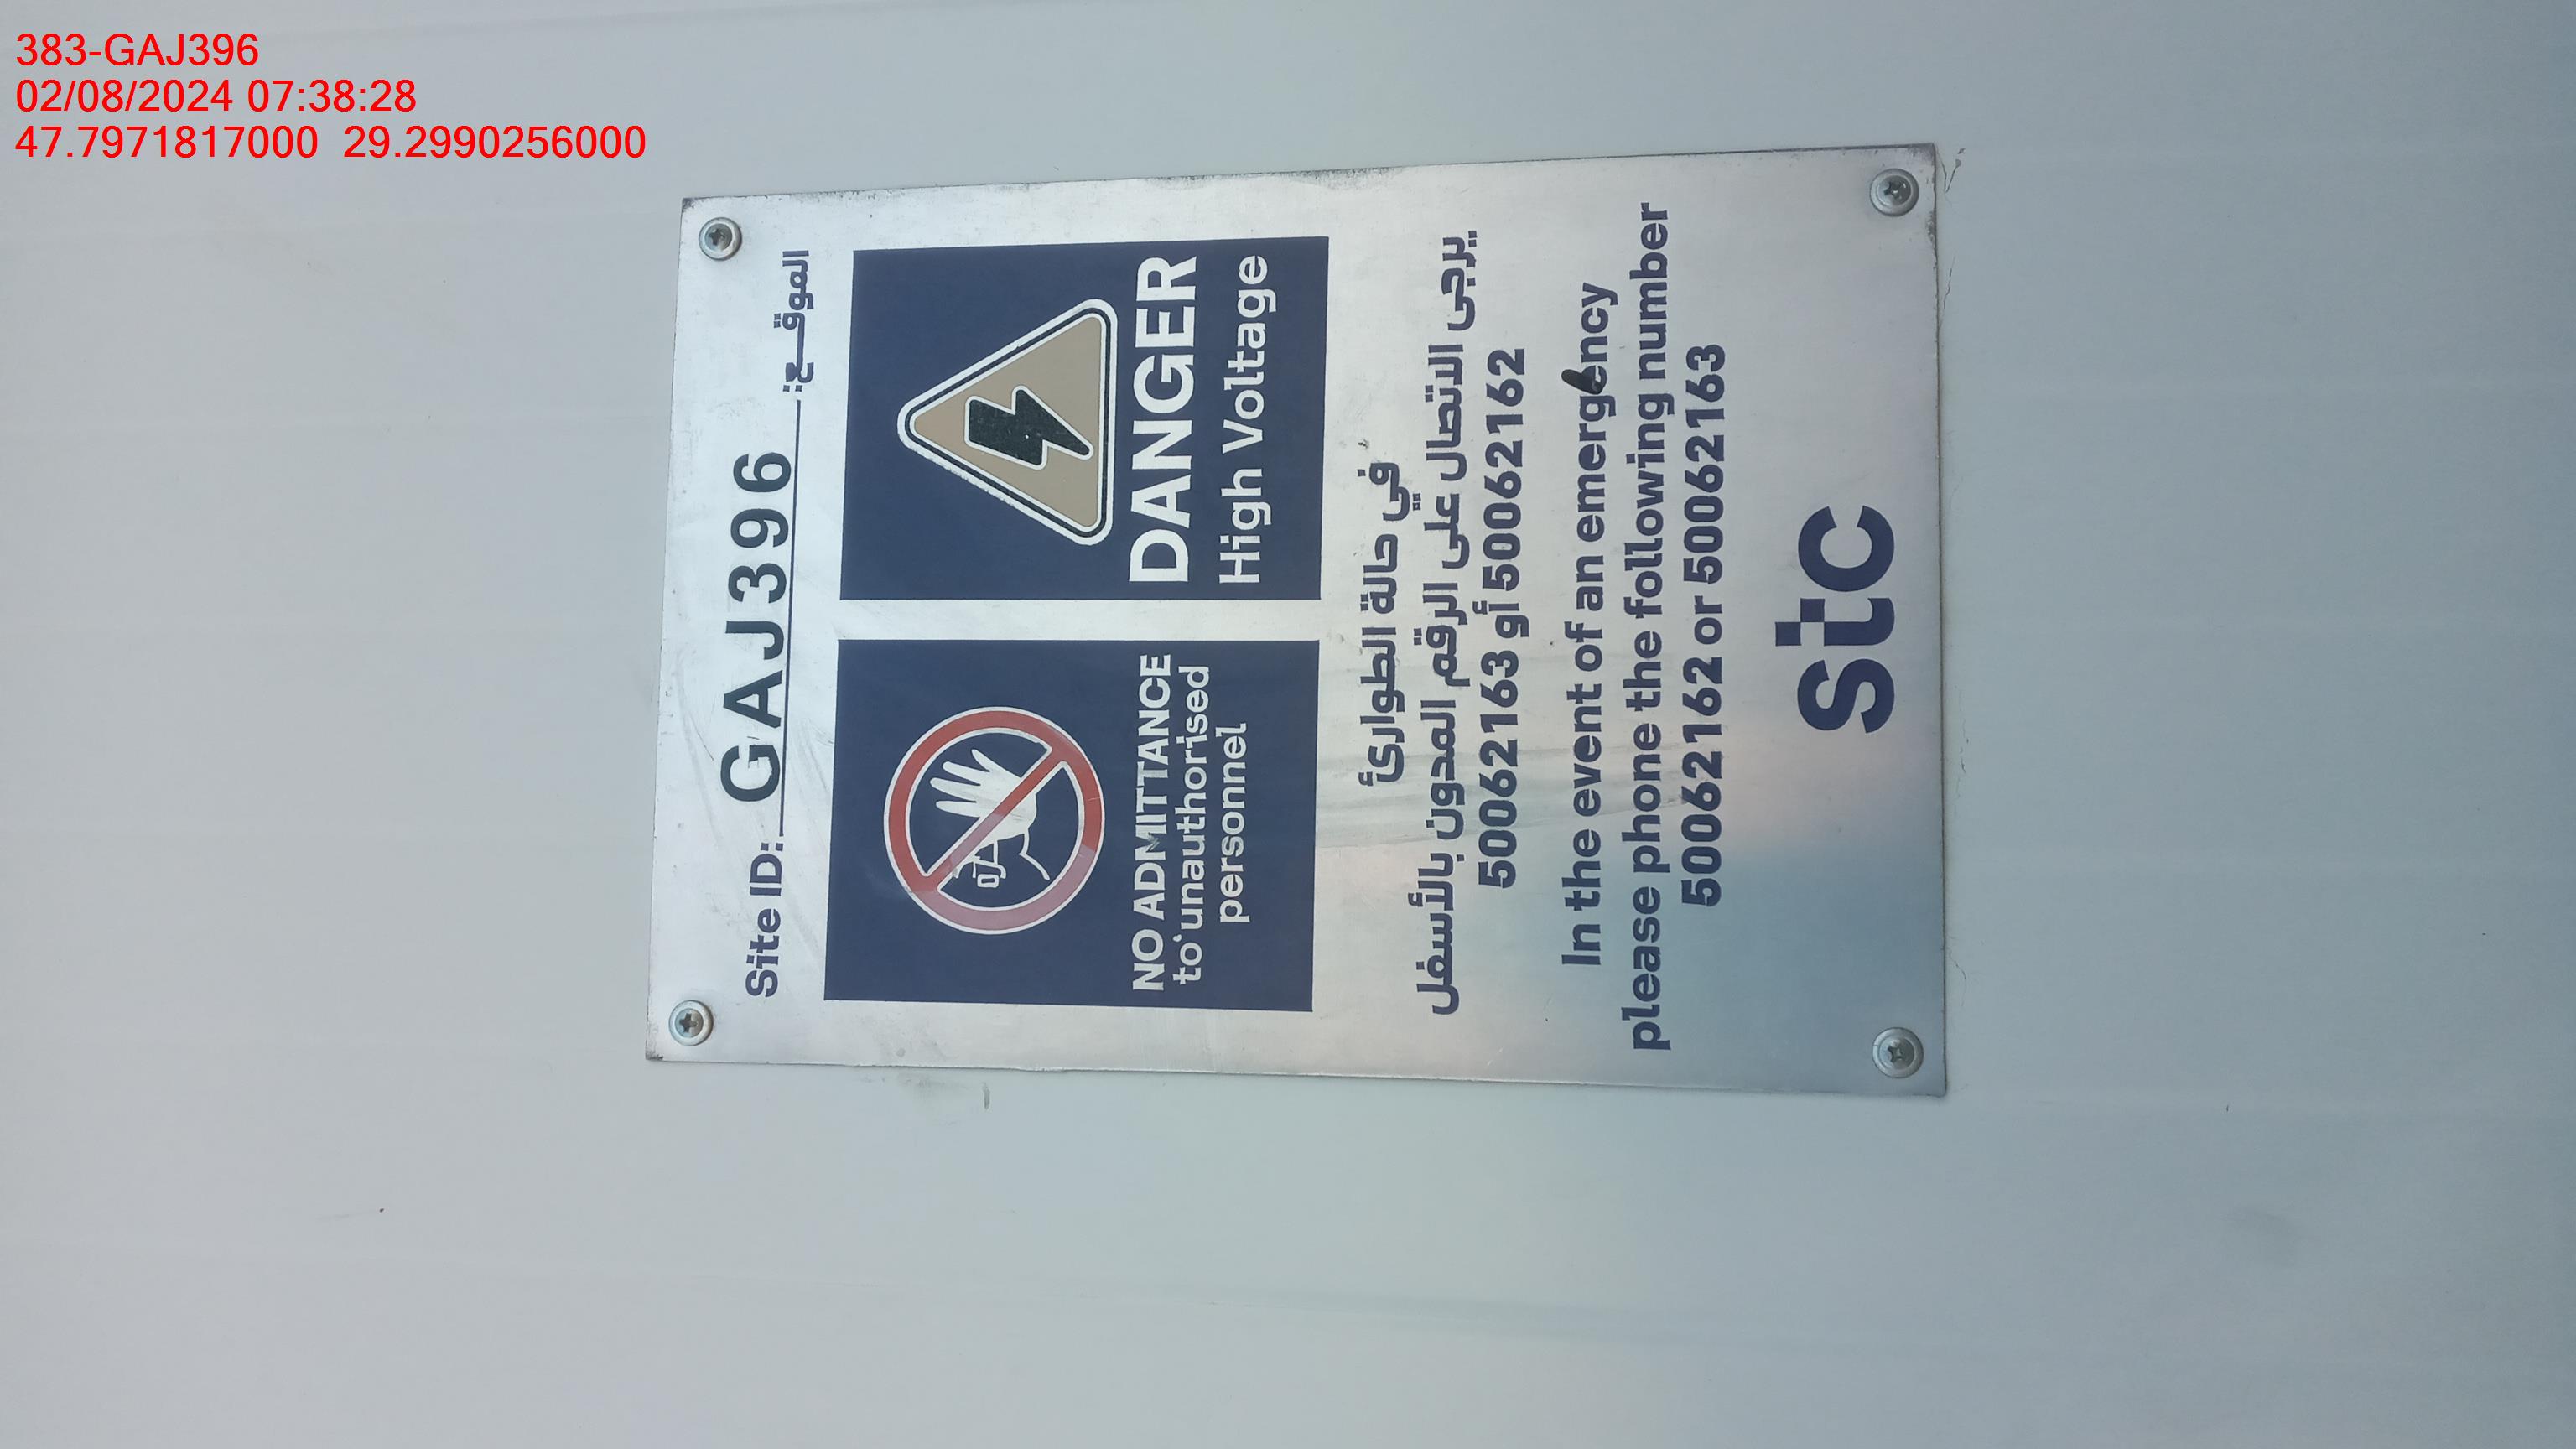 383-GAJ396
02/08/2024 07:38:28
47.7971817000 29.2990256000
Site ID: GAJ396 الموقـــع:
NO ADMITTANCE
to unauthorised
personnel
DANGER
High Voltage
في حالة الطوارئ
يرجى الاتصال على الرقم المدون بالأسفل
50062162 أو 50062163
In the event of an emergency
please phone the following number
50062162 or 50062163
stc